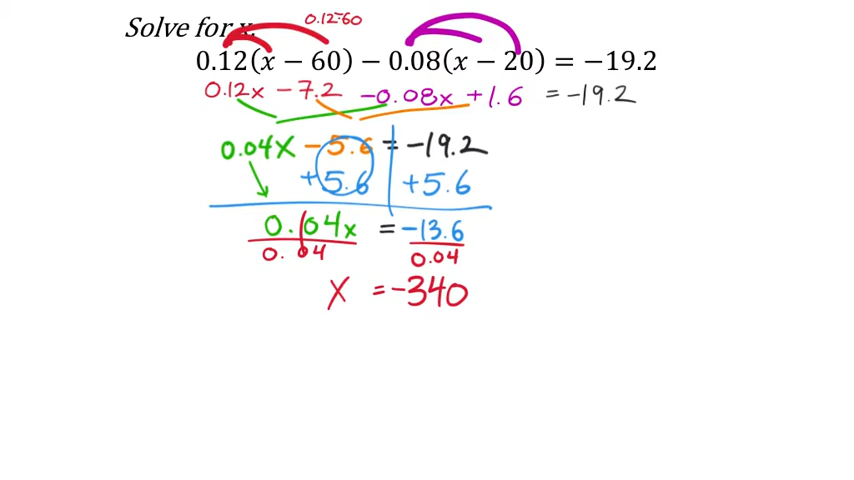 Solve for x.
0.12·60
0.12(x − 60) − 0.08(x − 20) = −19.2
0.12x − 7.2 − 0.08x + 1.6 = −19.2
0.04x − 5.6 = −19.2
+5.6 +5.6
0.04x = −13.6
0.04 0.04
x = −340